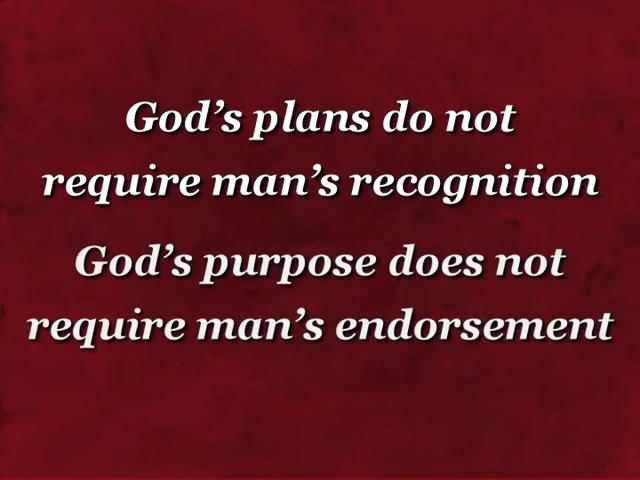 God’s plans do not
require man’s recognition
God’s purpose does not
require man’s endorsement